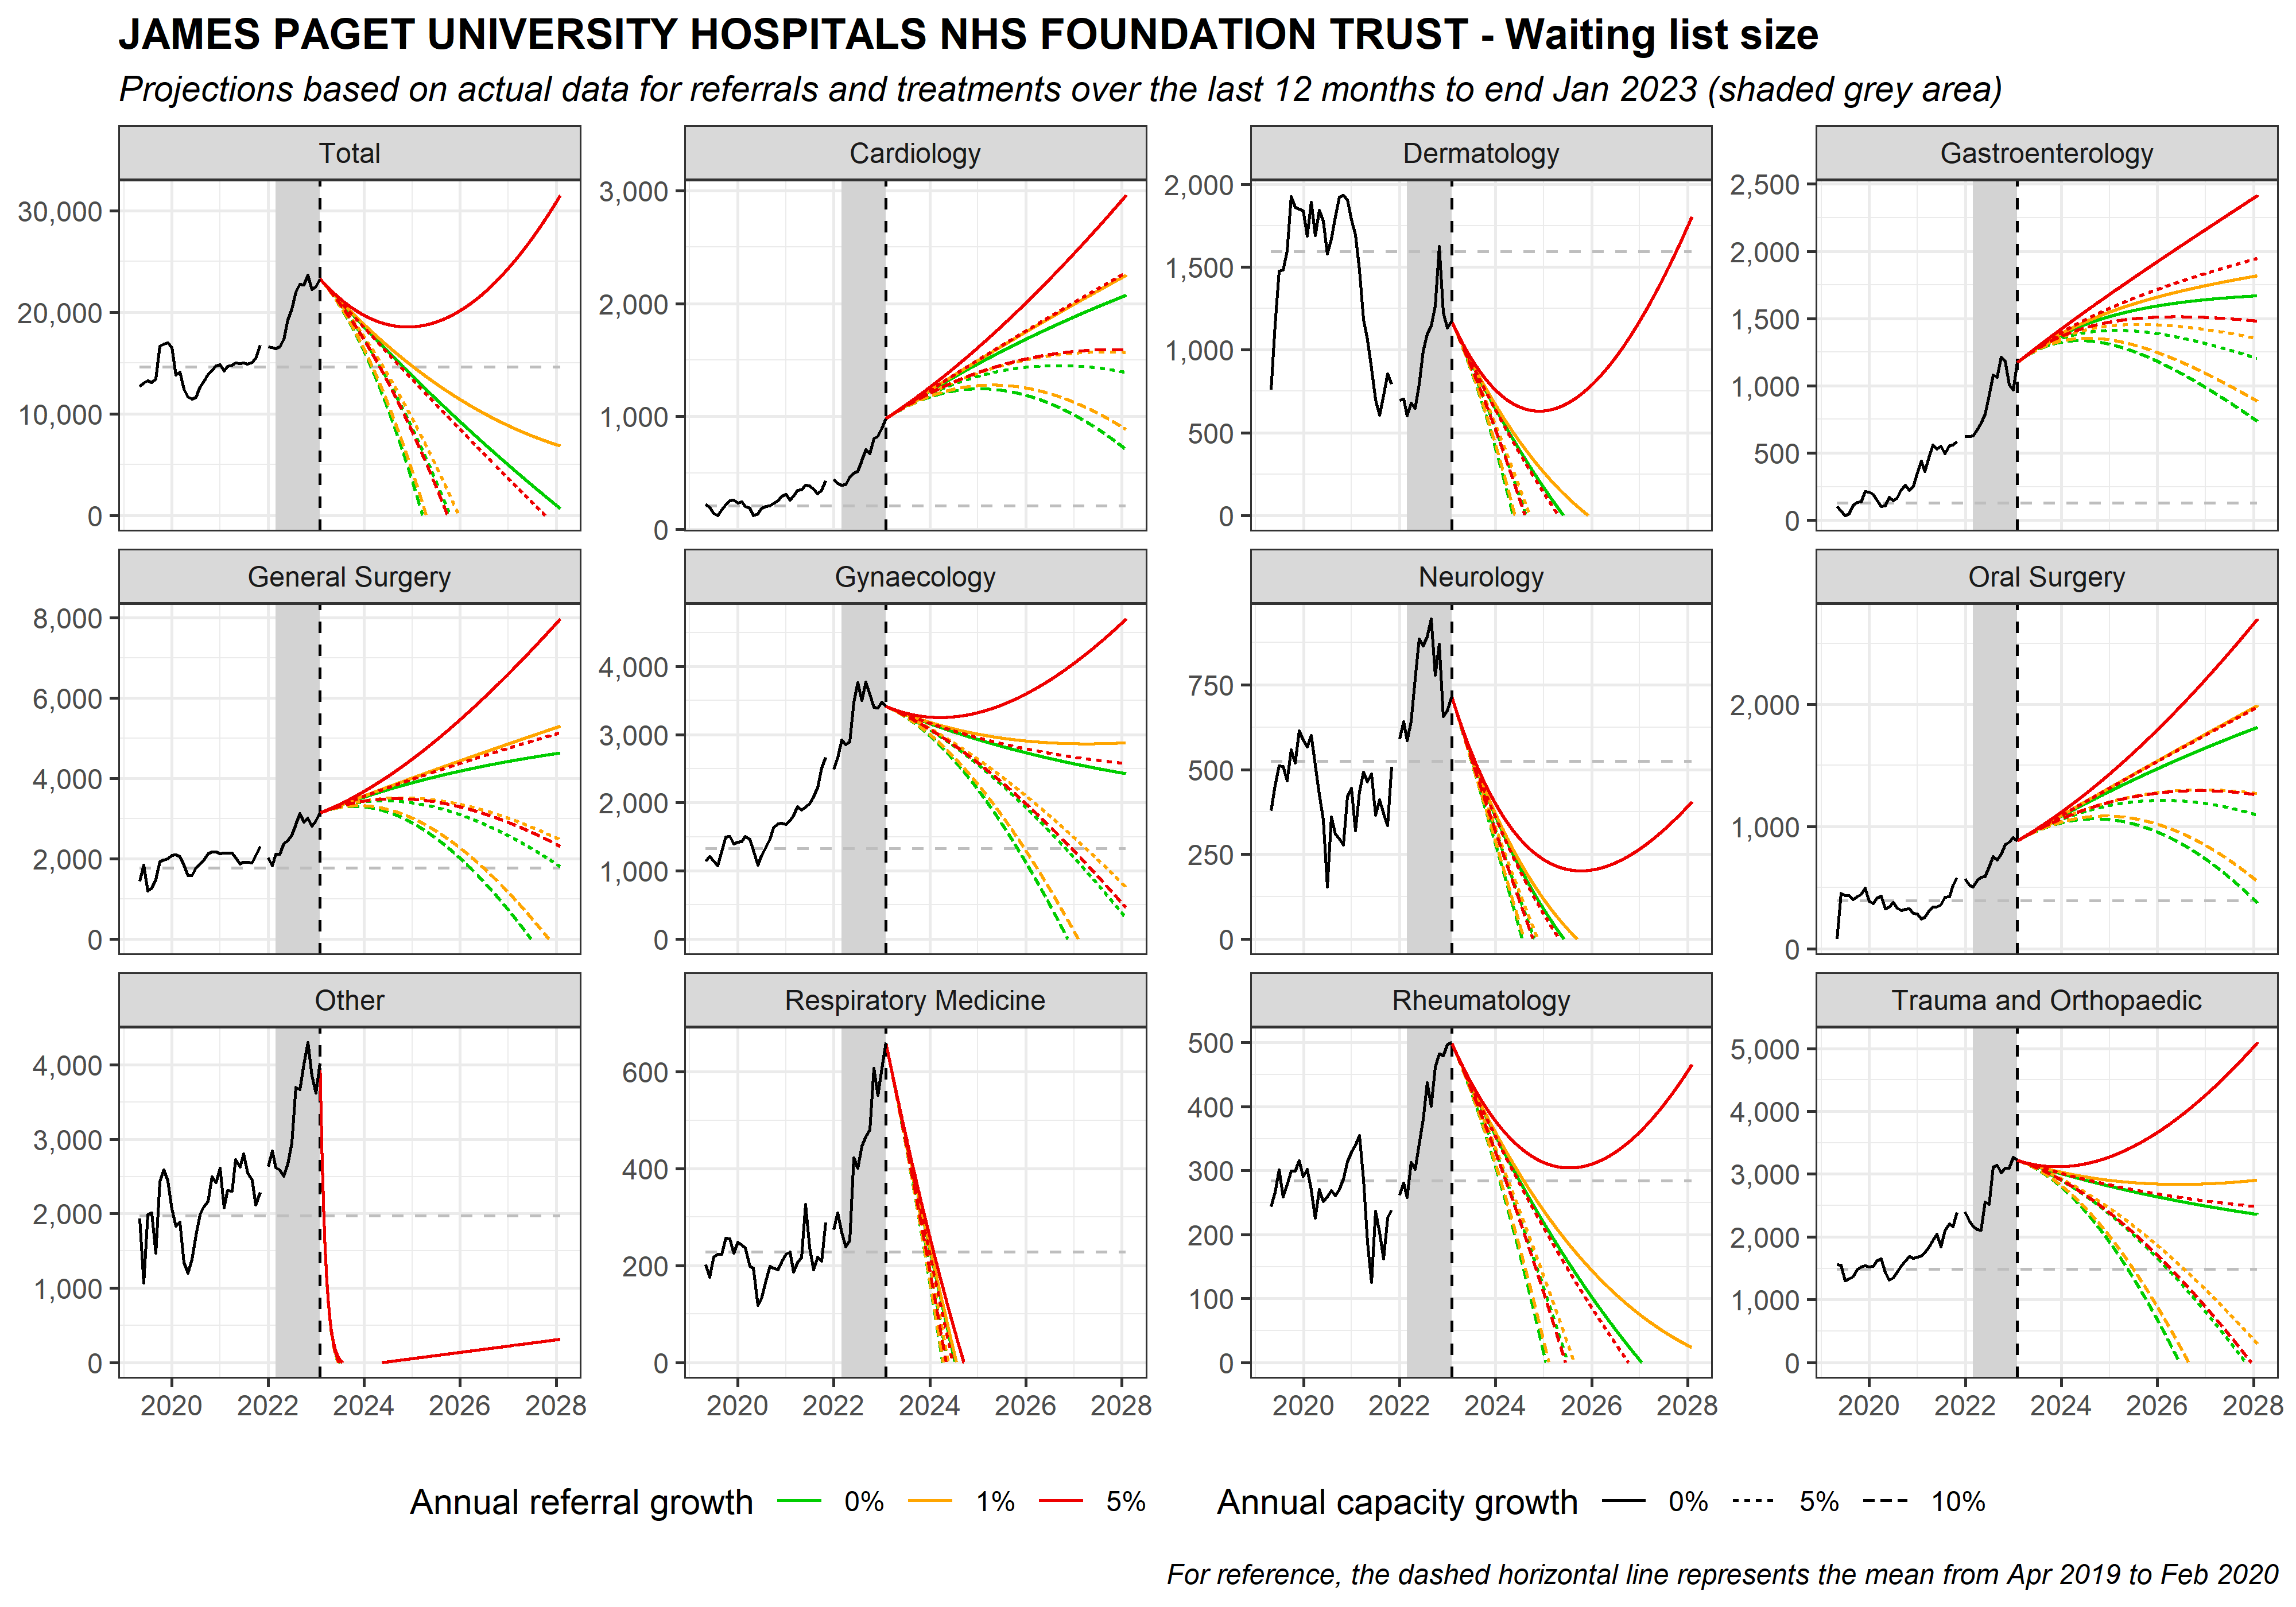 JAMES PAGET UNIVERSITY HOSPITALS NHS FOUNDATION TRUST - Waiting list size
Projections based on actual data for referrals and treatments over the last 12 months to end Jan 2023 (shaded grey area)
Total
30,000
20,000
10,000
0
Cardiology
3,000
2,000
1,000
0
Dermatology
2,000
1,500
1,000
500
0
Gastroenterology
2,500
2,000
1,500
1,000
500
0
General Surgery
8,000
6,000
4,000
2,000
0
Gynaecology
4,000
3,000
2,000
1,000
0
Neurology
750
500
250
0
Oral Surgery
2,000
1,000
0
Other
4,000
3,000
2,000
1,000
0
2020 2022 2024 2026 2028
Respiratory Medicine
600
400
200
0
2020 2022 2024 2026 2028
Rheumatology
500
400
300
200
100
0
2020 2022 2024 2026 2028
Trauma and Orthopaedic
5,000
4,000
3,000
2,000
1,000
0
2020 2022 2024 2026 2028
Annual referral growth 0% 1% 5%
Annual capacity growth 0% 5% 10%
For reference, the dashed horizontal line represents the mean from Apr 2019 to Feb 2020